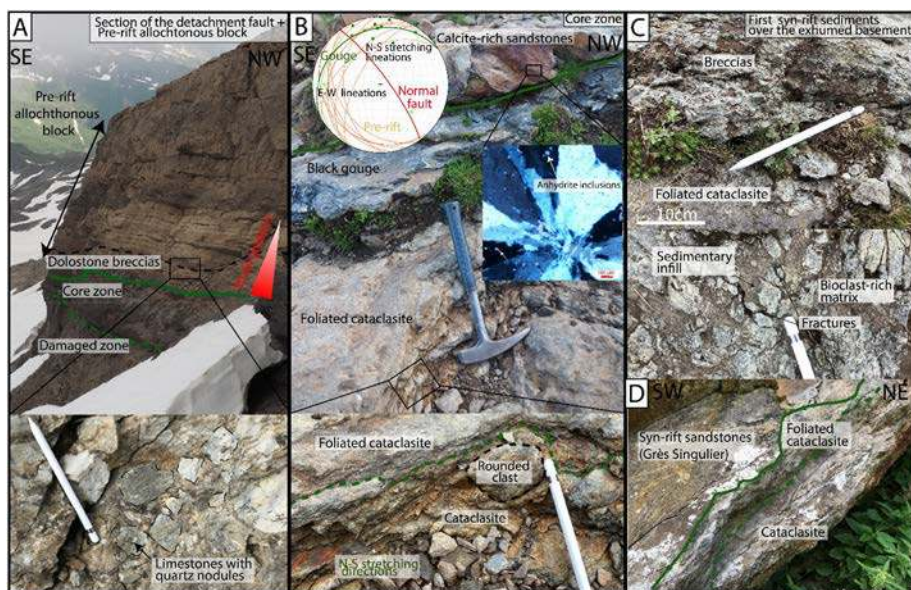 A
Section of the detachment fault +
Pre-rift allochtonous block
SE
NW
Pre-rift
allochthonous
block
Dolostone breccias
Core zone
Damaged zone
Limestones with
quartz nodules
B
Core zone
SE
NW
Calcite-rich sandstones
N-S stretching
lineations
Gouge
E-W lineations
Normal
fault
Pre-rift
Black gouge
Anhydrite inclusions
Foliated cataclasite
Foliated cataclasite
Rounded
clast
Cataclasite
N-S stretching
directions
C
First syn-rift sediments
over the exhumed basement
Breccias
Foliated cataclasite
10cm
Sedimentary
infill
Bioclast-rich
matrix
Fractures
D
SW
NE
Syn-rift sandstones
(Grès Singulier)
Foliated
cataclasite
Cataclasite